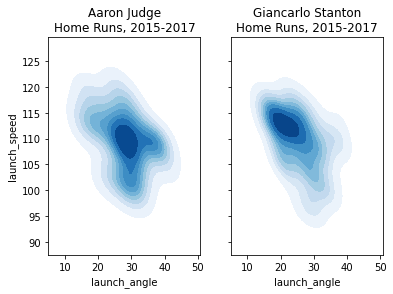 Aaron Judge
Home Runs, 2015-2017
Giancarlo Stanton
Home Runs, 2015-2017
launch_speed
125
120
115
110
105
100
95
90
10 20 30 40 50
launch_angle
10 20 30 40 50
launch_angle